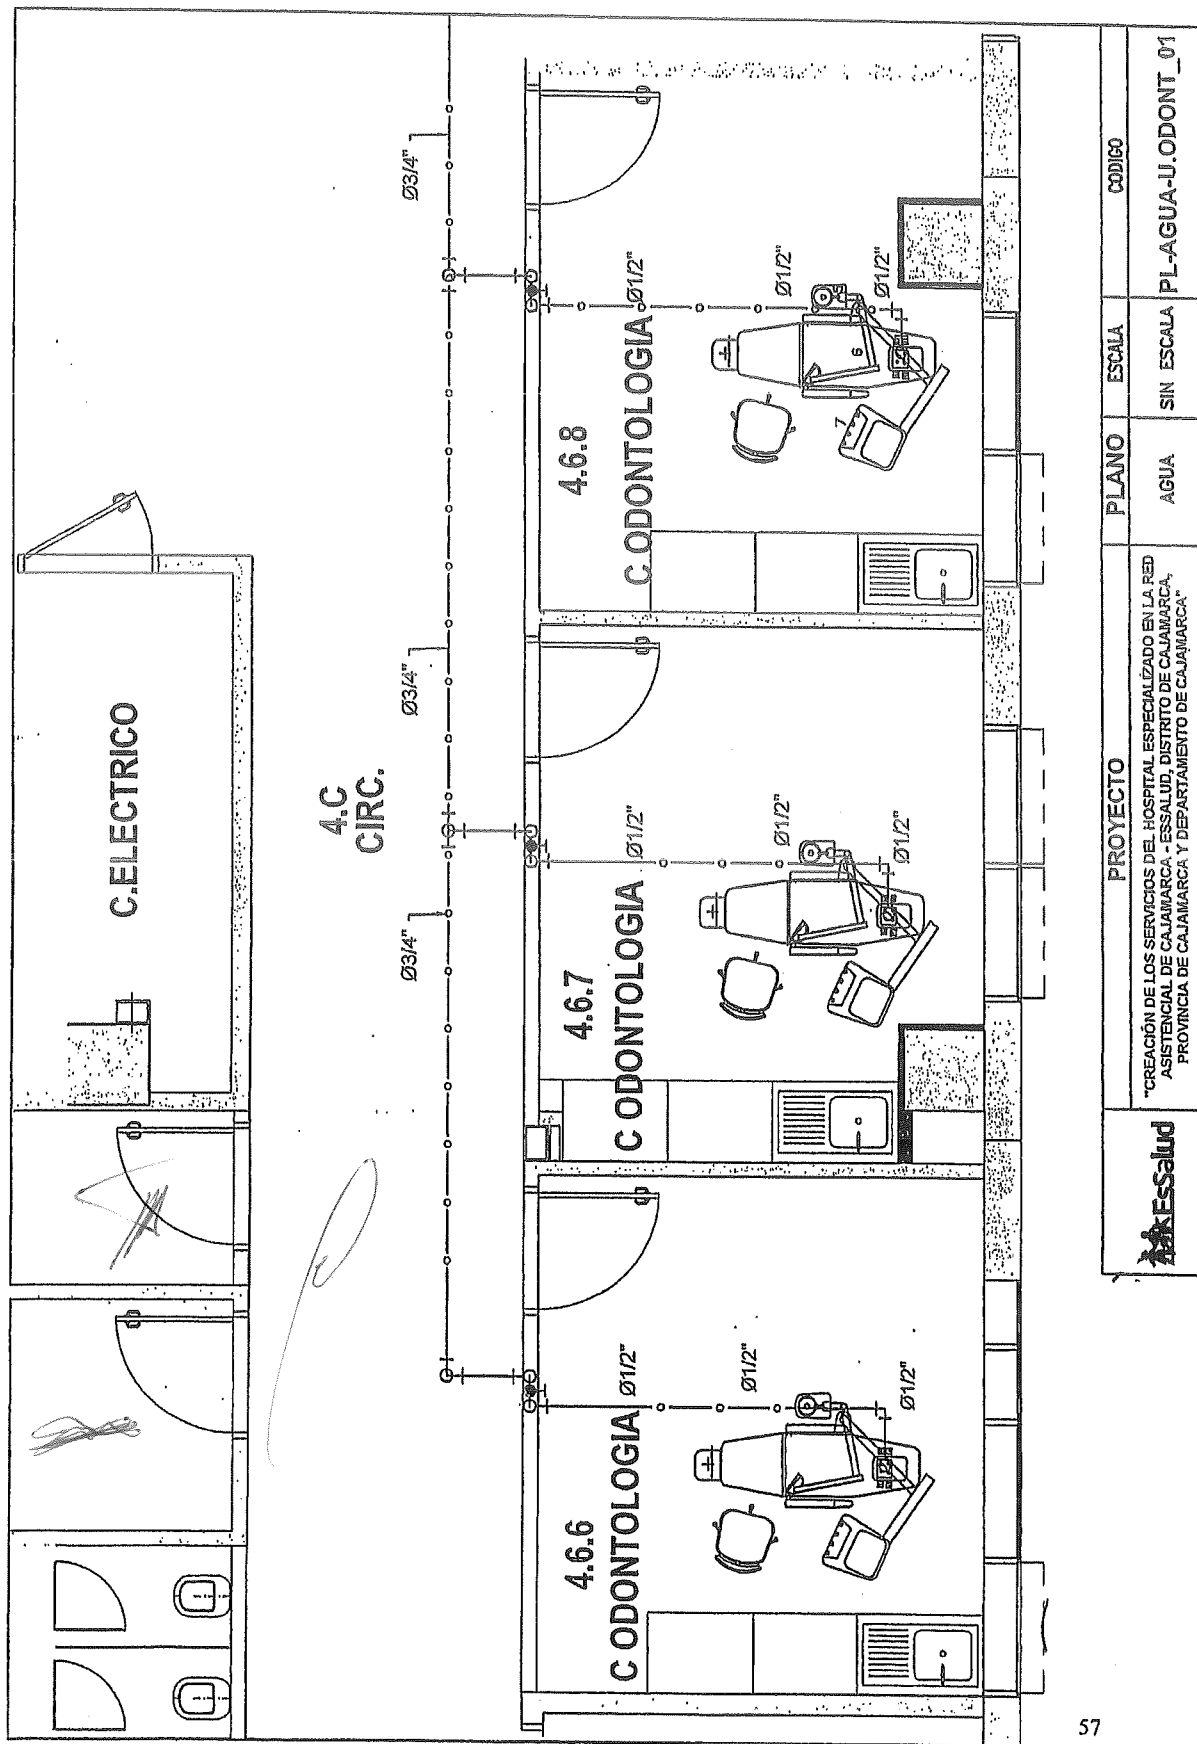 C.ELECTRICO
4.C
CIRC.
Ø3/4"
Ø3/4"
Ø3/4"
4.6.6
C ODONTOLOGIA
Ø1/2"
Ø1/2"
Ø1/2"
4.6.7
C ODONTOLOGIA
Ø1/2"
Ø1/2"
Ø1/2"
4.6.8
C ODONTOLOGIA
Ø1/2"
Ø1/2"
Ø1/2"
6
7
EsSalud
PROYECTO
"CREACIÓN DE LOS SERVICIOS DEL HOSPITAL ESPECIALIZADO EN LA RED
ASISTENCIAL DE CAJAMARCA - ESSALUD, DISTRITO DE CAJAMARCA,
PROVINCIA DE CAJAMARCA Y DEPARTAMENTO DE CAJAMARCA"
PLANO
AGUA
ESCALA
SIN ESCALA
CODIGO
PL-AGUA-U.ODONT_01
57